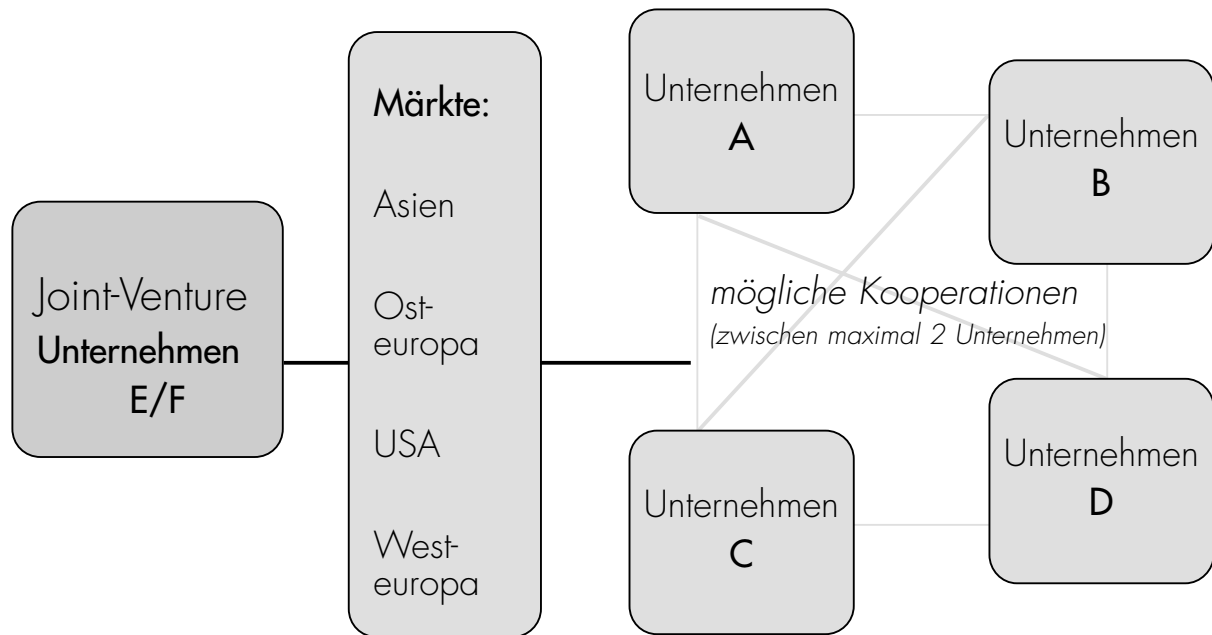 Joint-Venture
Unternehmen
E/F
Märkte:
Asien
Ost-
europa
USA
West-
europa
Unternehmen
A
Unternehmen
B
mögliche Kooperationen
(zwischen maximal 2 Unternehmen)
Unternehmen
C
Unternehmen
D